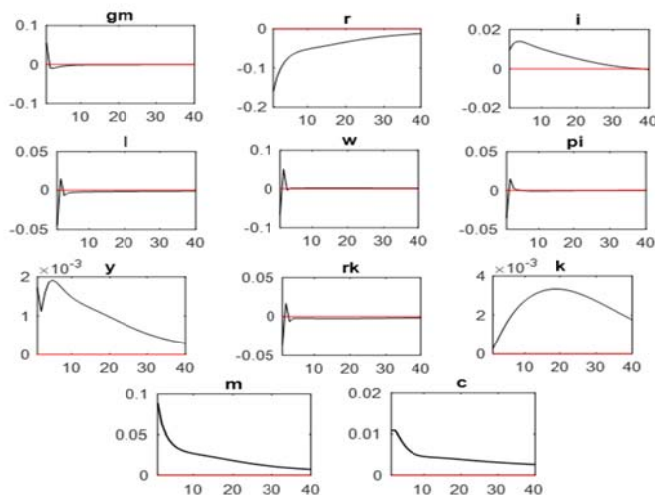 gm r i
0.1 0 -0.1 10 20 30 40
0 -0.1 -0.2 10 20 30 40
0.02 0 -0.02 10 20 30 40
l w pi
0.05 0 -0.05 10 20 30 40
0.1 0 -0.1 10 20 30 40
0.05 0 -0.05 10 20 30 40
y rk k
×10⁻³ 2 1 0 10 20 30 40
0.05 0 -0.05 10 20 30 40
×10⁻³ 4 2 0 10 20 30 40
m c
0.1 0.05 0 10 20 30 40
0.02 0.01 0 10 20 30 40